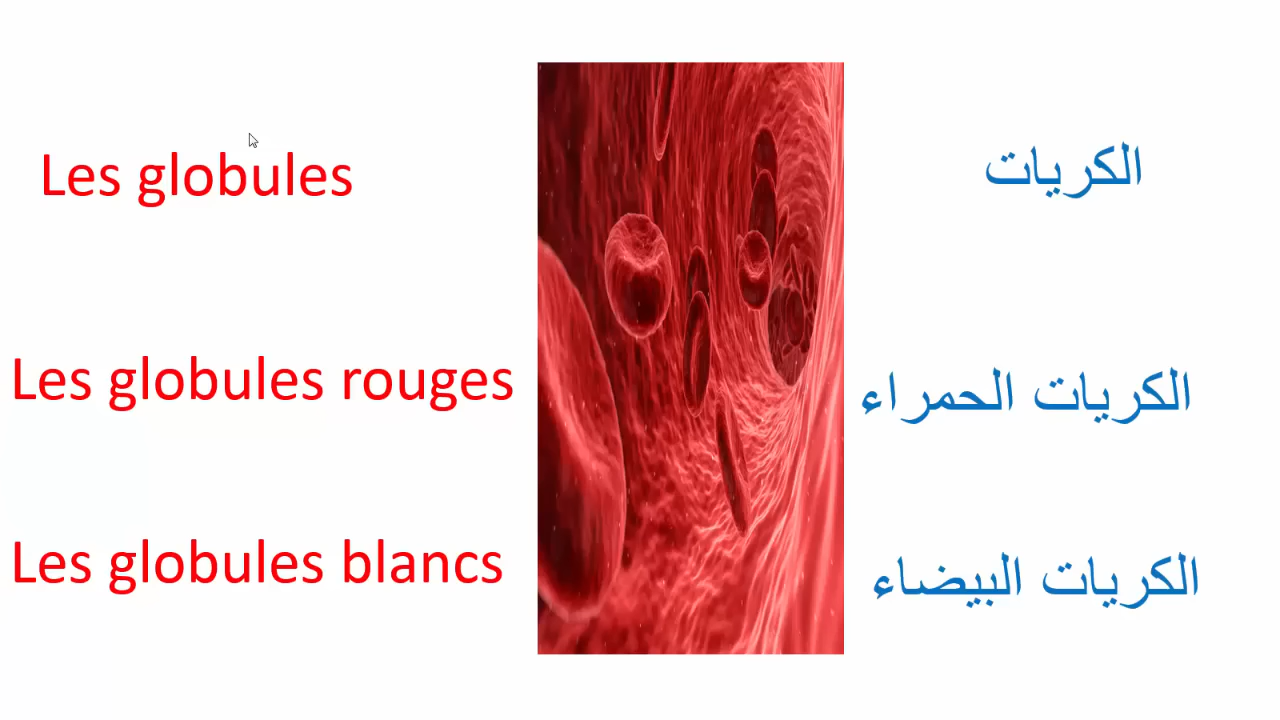 Les globules
الكريات
Les globules rouges
الكريات الحمراء
Les globules blancs
الكريات البيضاء